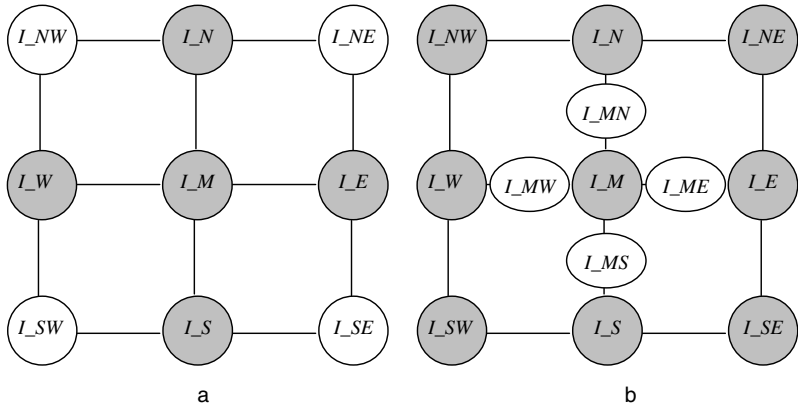 I_NW I_N I_NE
I_W I_M I_E
I_SW I_S I_SE
a
I_NW I_N I_NE
I_MN
I_W I_MW I_M I_ME I_E
I_MS
I_SW I_S I_SE
b